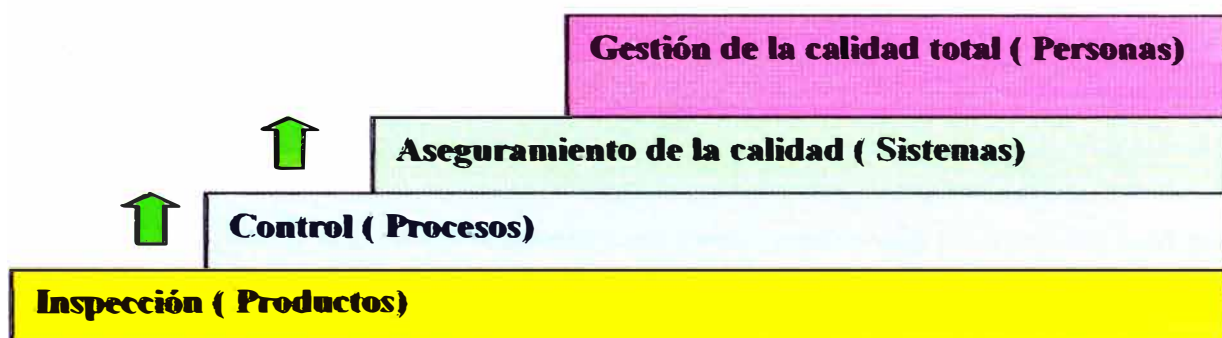 Gestión de la calidad total ( Personas)
Aseguramiento de la calidad ( Sistemas)
Control ( Procesos)
Inspección ( Productos)